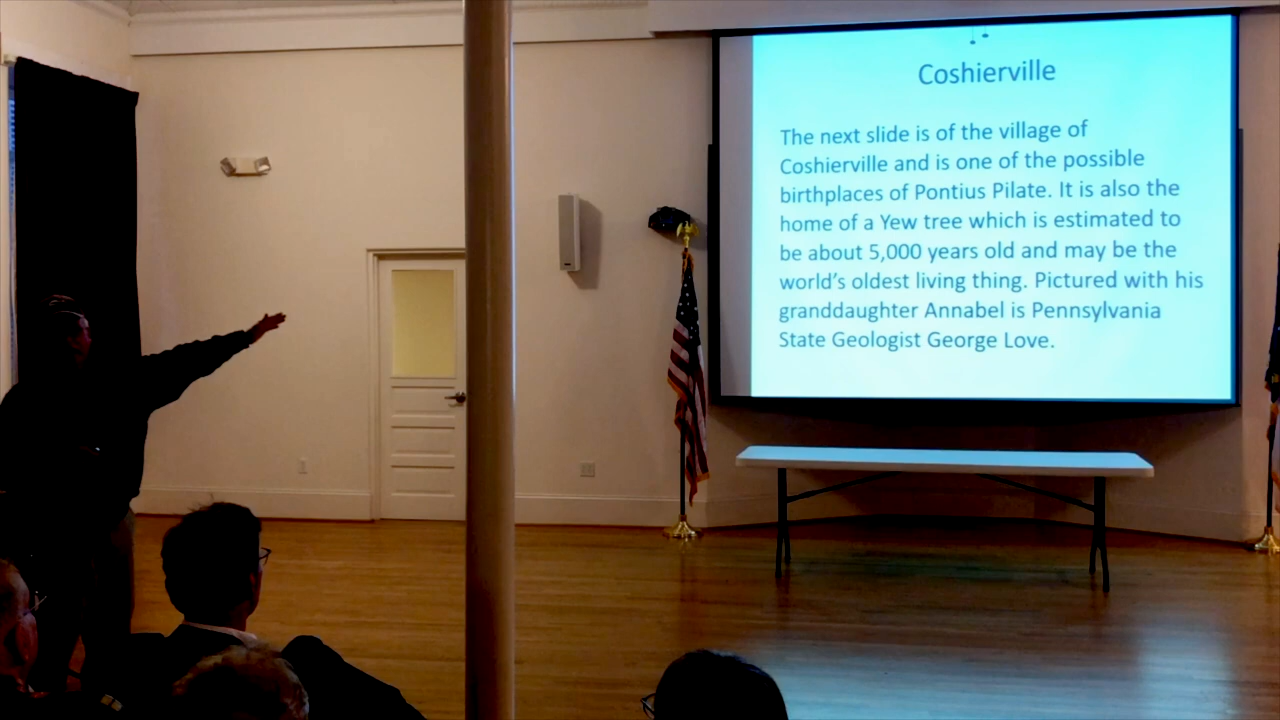 Coshierville
The next slide is of the village of
Coshierville and is one of the possible
birthplaces of Pontius Pilate. It is also the
home of a Yew tree which is estimated to
be about 5,000 years old and may be the
world's oldest living thing. Pictured with his
granddaughter Annabel is Pennsylvania
State Geologist George Love.